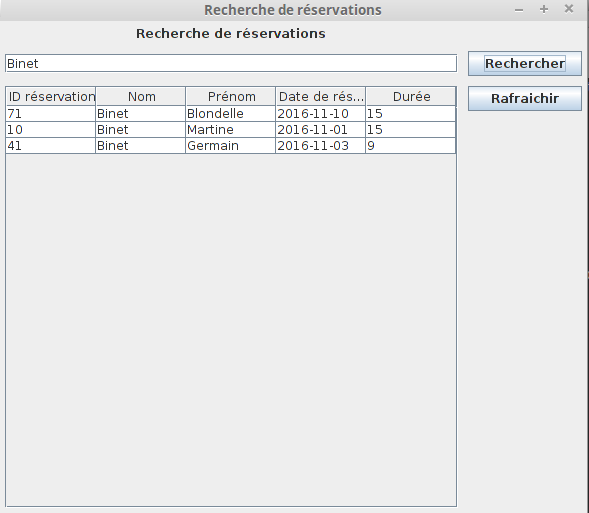 Recherche de réservations
Recherche de réservations
Binet
Rechercher
ID réservation Nom Prénom Date de rés... Durée
Rafraichir
71 Binet Blondelle 2016-11-10 15
10 Binet Martine 2016-11-01 15
41 Binet Germain 2016-11-03 9